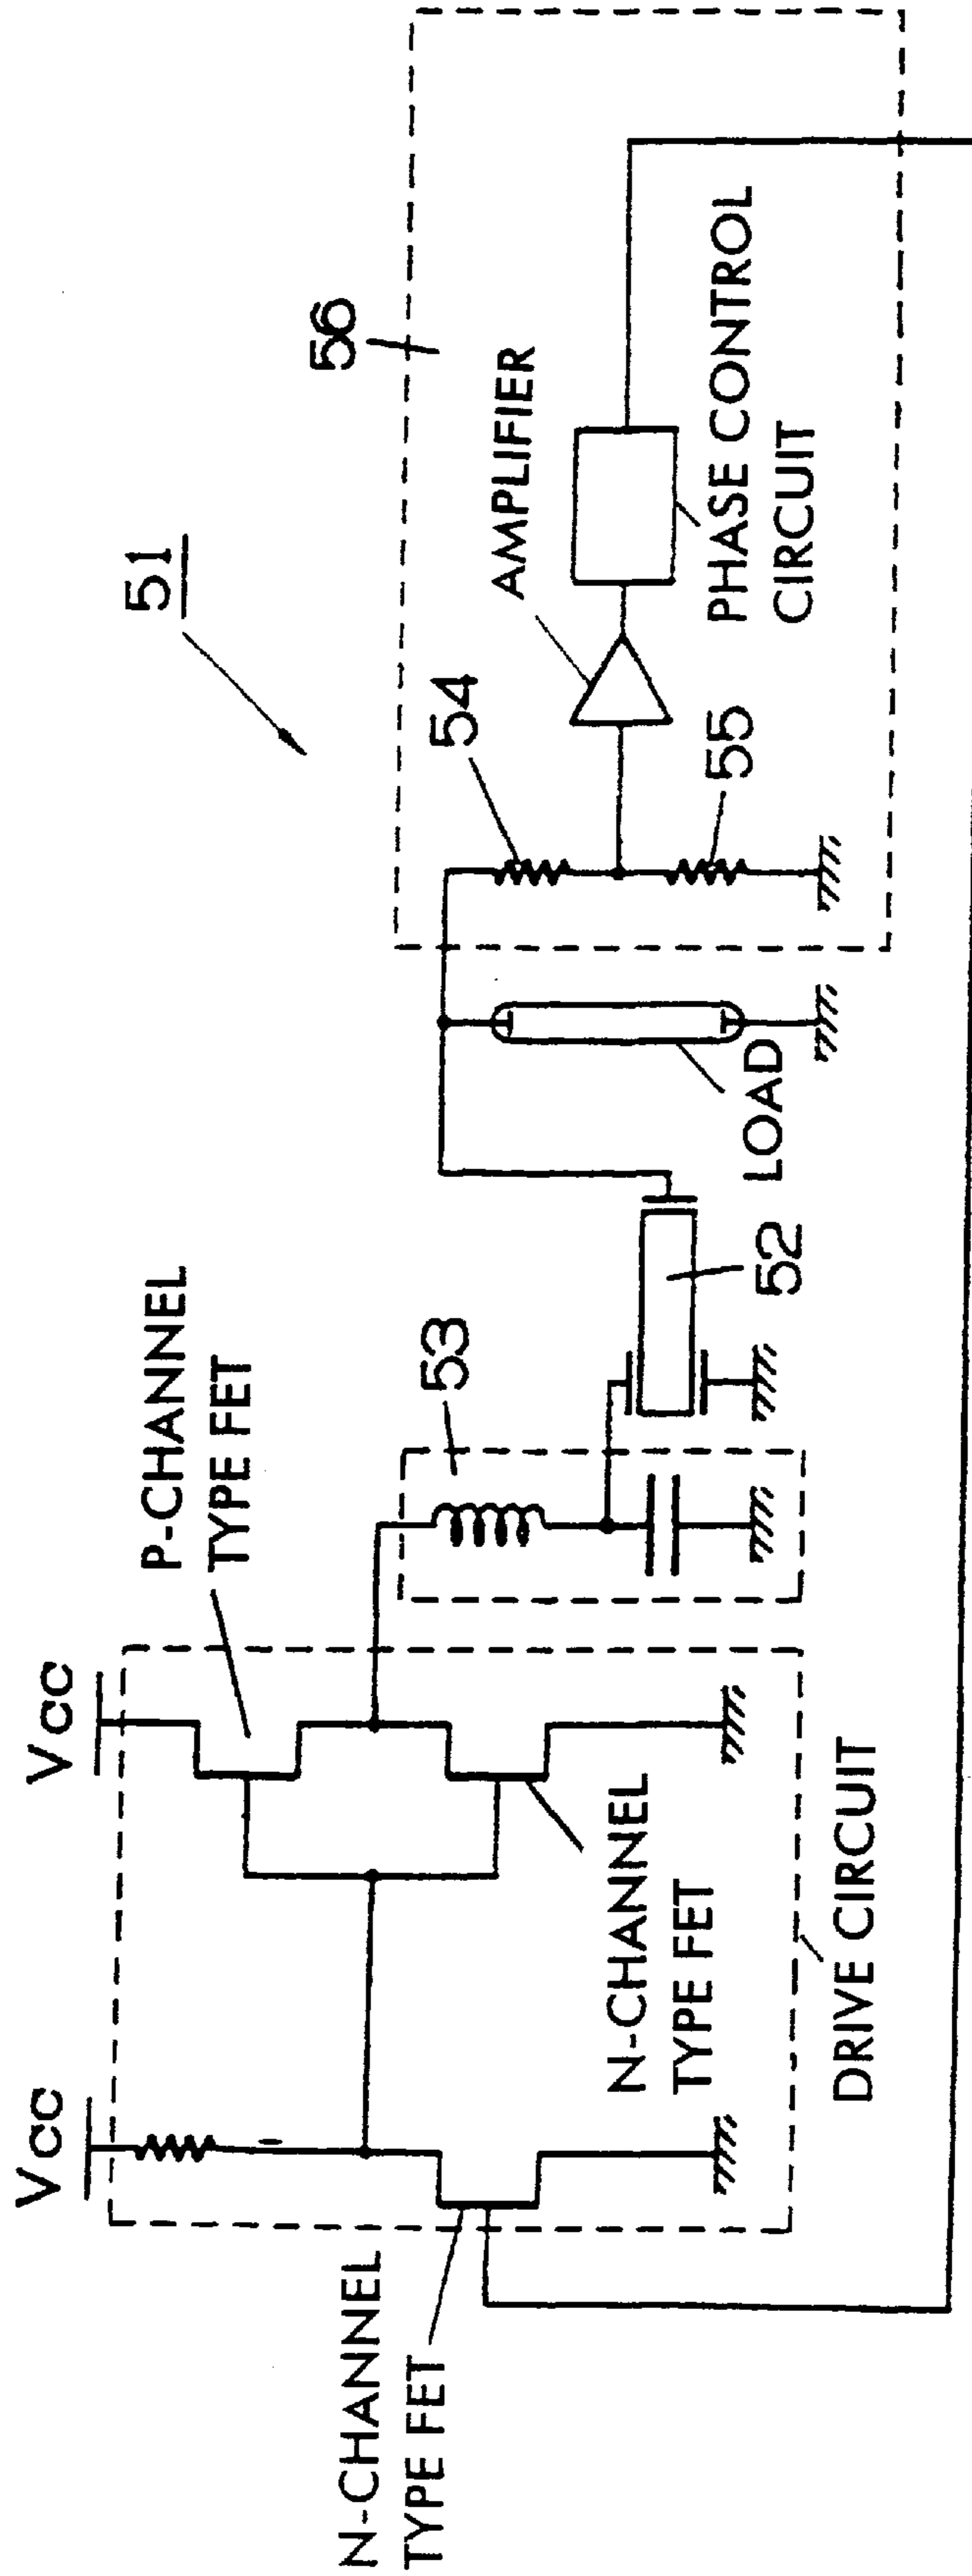 51
Vcc
Vcc
P-CHANNEL
TYPE FET
N-CHANNEL
TYPE FET
N-CHANNEL
TYPE FET
DRIVE CIRCUIT
53
52
LOAD
54
55
56
AMPLIFIER
PHASE CONTROL
CIRCUIT